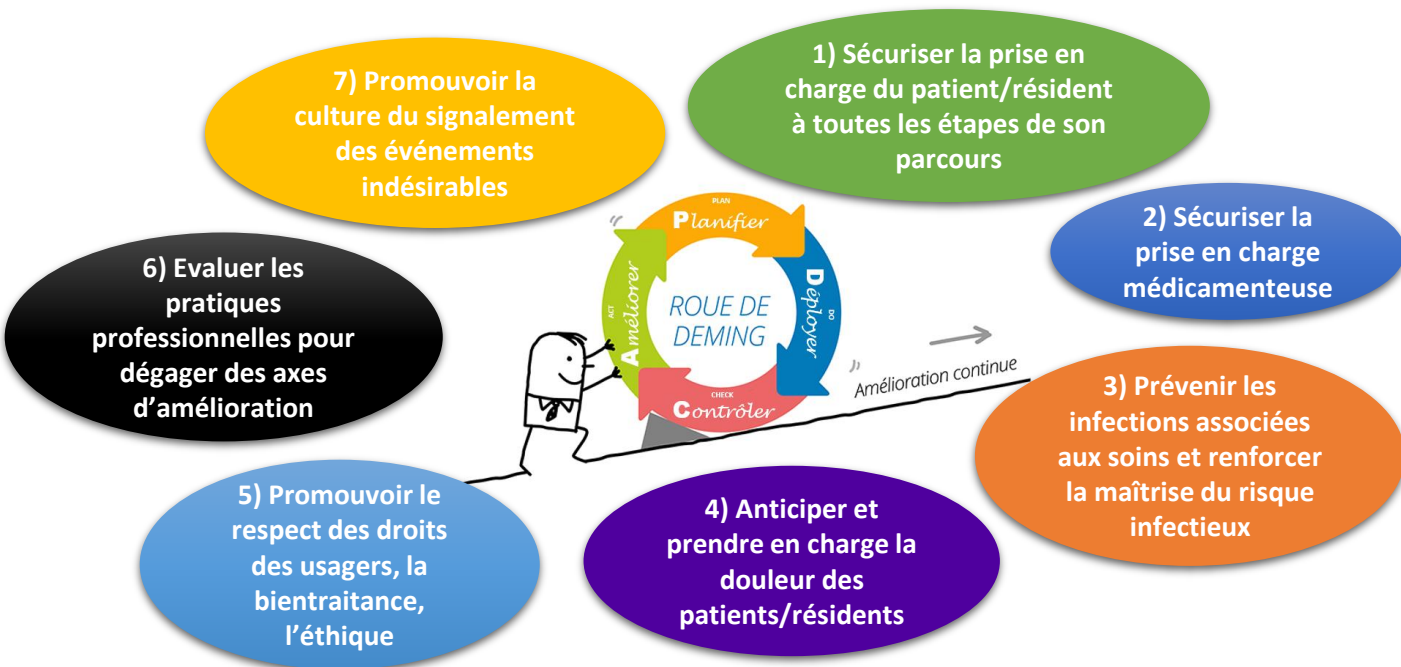 1) Sécuriser la prise en
charge du patient/résident
à toutes les étapes de son
parcours
2) Sécuriser la
prise en charge
médicamenteuse
3) Prévenir les
infections associées
aux soins et renforcer
la maîtrise du risque
infectieux
4) Anticiper et
prendre en charge la
douleur des
patients/résidents
5) Promouvoir le
respect des droits
des usagers, la
bientraitance,
l’éthique
6) Evaluer les
pratiques
professionnelles pour
dégager des axes
d’amélioration
7) Promouvoir la
culture du signalement
des événements
indésirables
PLAN
Planifier
DO
Déployer
CHECK
Contrôler
ACT
Améliorer
ROUE DE
DEMING
Amélioration continue